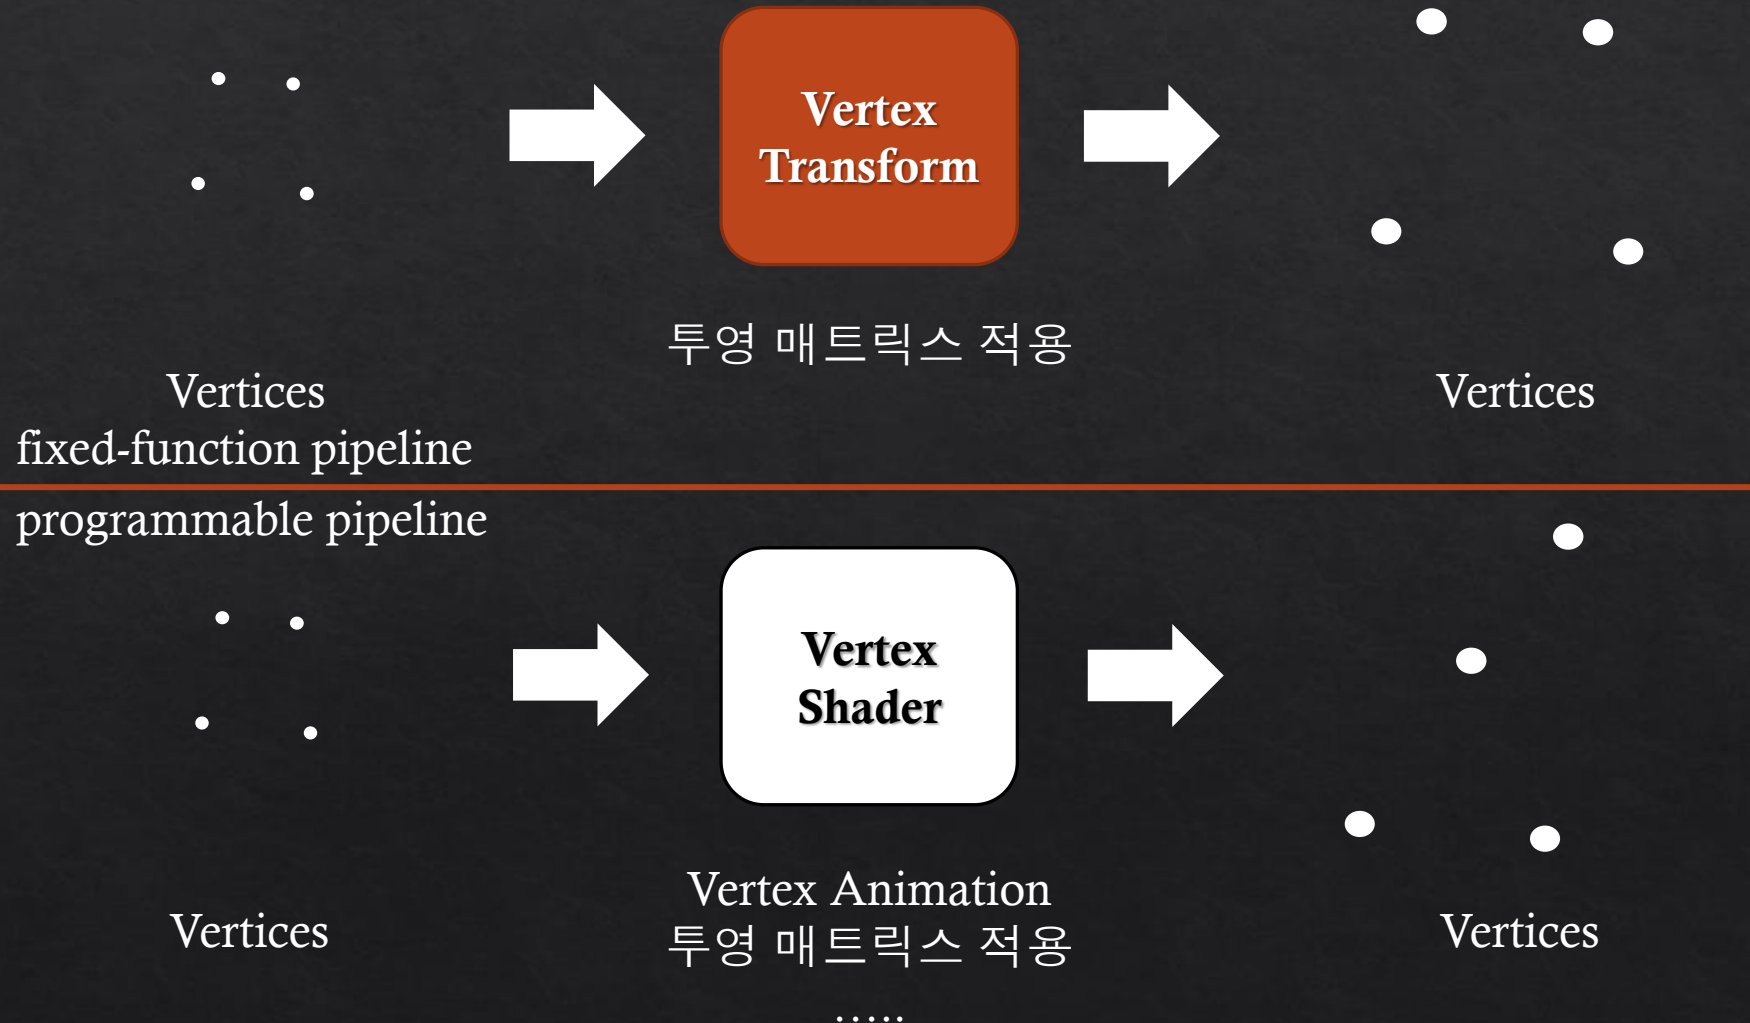 Vertex
Transform
투영 매트릭스 적용
Vertices
Vertices
fixed-function pipeline
programmable pipeline
Vertex
Shader
Vertex Animation
투영 매트릭스 적용
.....
Vertices
Vertices